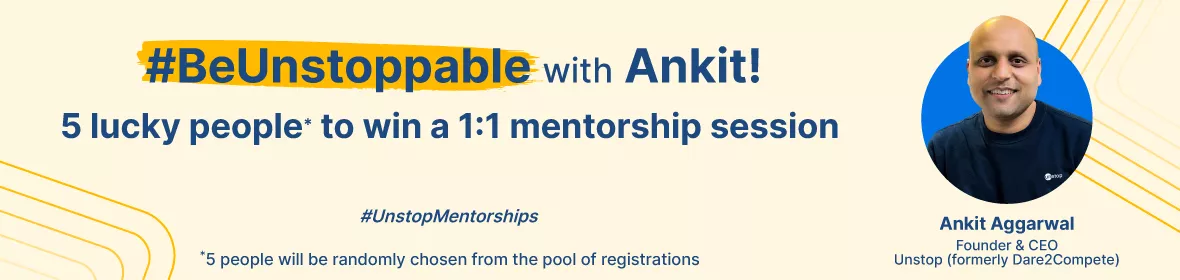 #BeUnstoppable with Ankit!
5 lucky people* to win a 1:1 mentorship session
#UnstopMentorships
*5 people will be randomly chosen from the pool of registrations
unstop
Ankit Aggarwal
Founder & CEO
Unstop (formerly Dare2Compete)